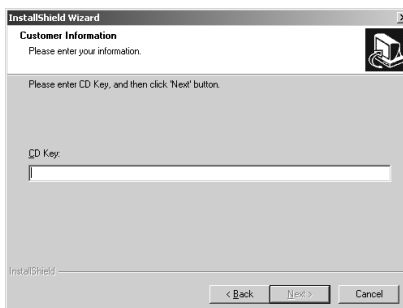 InstallShield Wizard
Customer Information
Please enter your information.
Please enter CD Key, and then click 'Next' button.
CD Key:
InstallShield
< Back Next > Cancel